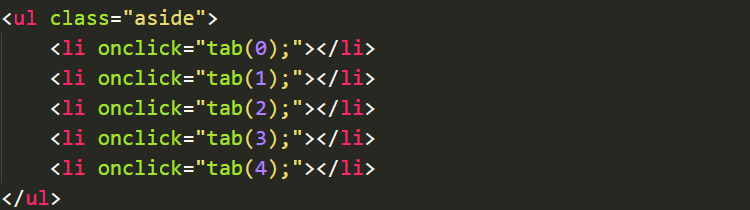 <ul class="aside">
    <li onclick="tab(0);"></li>
    <li onclick="tab(1);"></li>
    <li onclick="tab(2);"></li>
    <li onclick="tab(3);"></li>
    <li onclick="tab(4);"></li>
</ul>